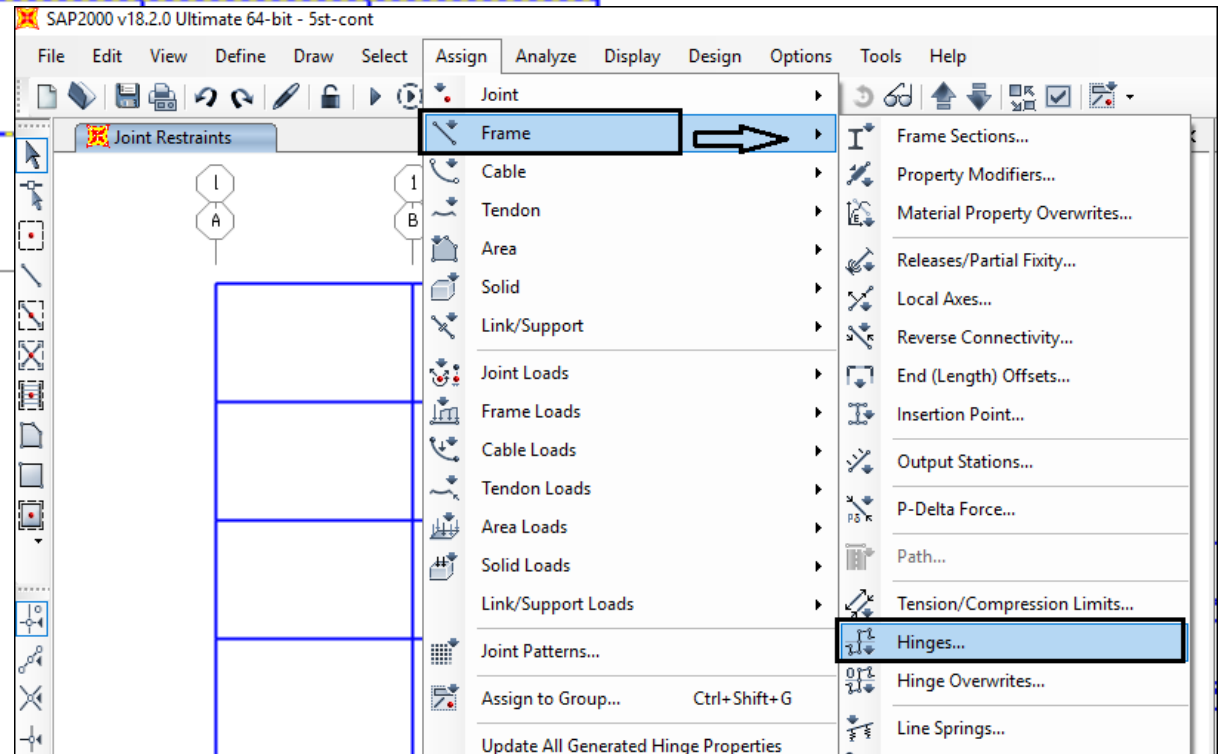 SAP2000 v18.2.0 Ultimate 64-bit - 5st-cont
File Edit View Define Draw Select Assign Analyze Display Design Options Tools Help
Joint Restraints
1
A
1
B
Joint
Frame
Cable
Tendon
Area
Solid
Link/Support
Joint Loads
Frame Loads
Cable Loads
Tendon Loads
Area Loads
Solid Loads
Link/Support Loads
Joint Patterns...
Assign to Group... Ctrl+Shift+G
Update All Generated Hinge Properties
Frame Sections...
Property Modifiers...
Material Property Overwrites...
Releases/Partial Fixity...
Local Axes...
Reverse Connectivity...
End (Length) Offsets...
Insertion Point...
Output Stations...
P-Delta Force...
Path...
Tension/Compression Limits...
Hinges...
Hinge Overwrites...
Line Springs...